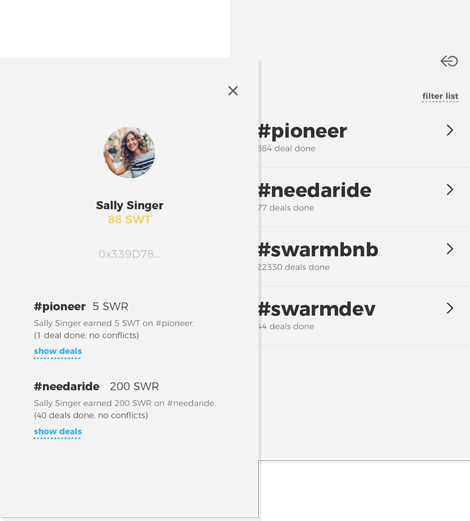 Sally Singer
88 SWT
0x339D78...
#pioneer 5 SWR
Sally Singer earned 5 SWT on #pioneer.
(1 deal done, no conflicts)
show deals
#needaride 200 SWR
Sally Singer earned 200 SWR on #needaride.
(40 deals done, no conflicts)
show deals
filter list
#pioneer
384 deal done
#needaride
77 deals done
#swarmbnb
22330 deals done
#swarmdev
44 deals done